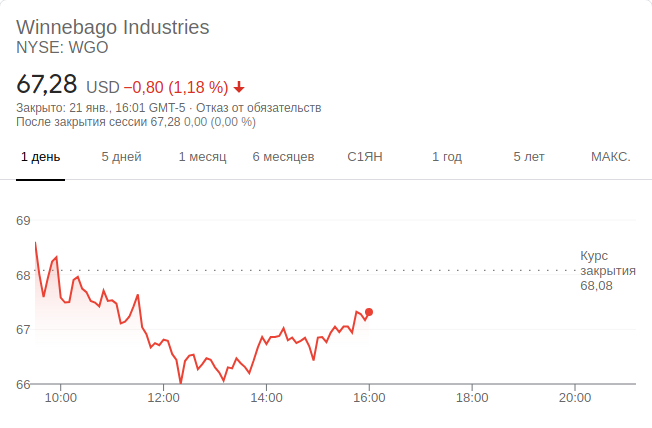 Winnebago Industries
NYSE: WGO
67,28 USD −0,80 (1,18 %)
Закрыто: 21 янв., 16:01 GMT-5 · Отказ от обязательств
После закрытия сессии 67,28 0,00 (0,00 %)
1 день 5 дней 1 месяц 6 месяцев С1ЯН 1 год 5 лет МАКС.
69
68
67
66
Курс
закрытия
68,08
10:00 12:00 14:00 16:00 18:00 20:00